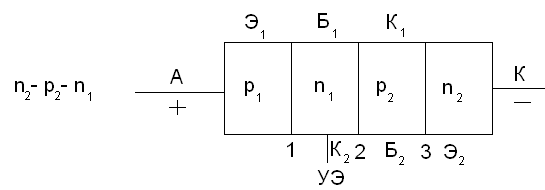 Э₁ Б₁ К₁
n₂- p₂- n₁ А p₁ n₁ p₂ n₂ К
+ −
1 К₂ 2 Б₂ 3 Э₂
УЭ